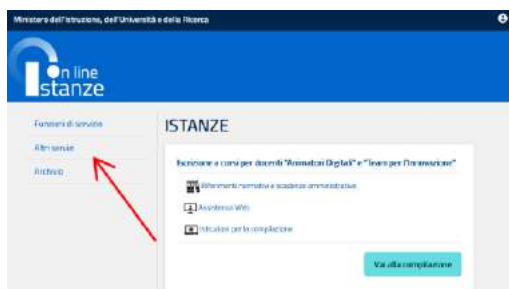 Ministero dell'Istruzione, dell'Università e della Ricerca
On line
Istanze
Funzioni di servizio
Altri servizi
Archivio
ISTANZE
Iscrizione a corsi per docenti "Animatori Digitali" e "Team per l'Innovazione"
Riferimenti normativi e scadenze amministrative
Assistenza Web
Istruzioni per la compilazione
Vai alla compilazione